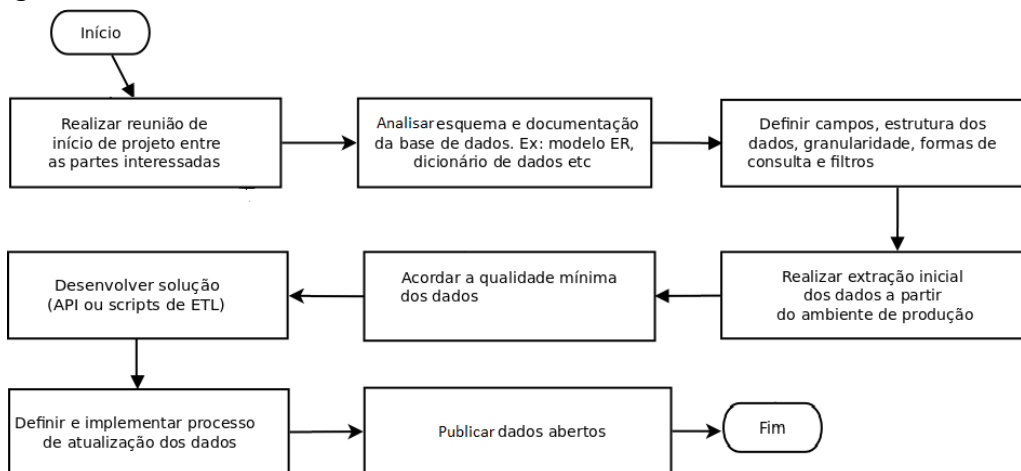 Início
Realizar reunião de
início de projeto entre
as partes interessadas
Analisar esquema e documentação
da base de dados. Ex: modelo ER,
dicionário de dados etc
Definir campos, estrutura dos
dados, granularidade, formas de
consulta e filtros
Realizar extração inicial
dos dados a partir
do ambiente de produção
Acordar a qualidade mínima
dos dados
Desenvolver solução
(API ou scripts de ETL)
Definir e implementar processo
de atualização dos dados
Publicar dados abertos
Fim